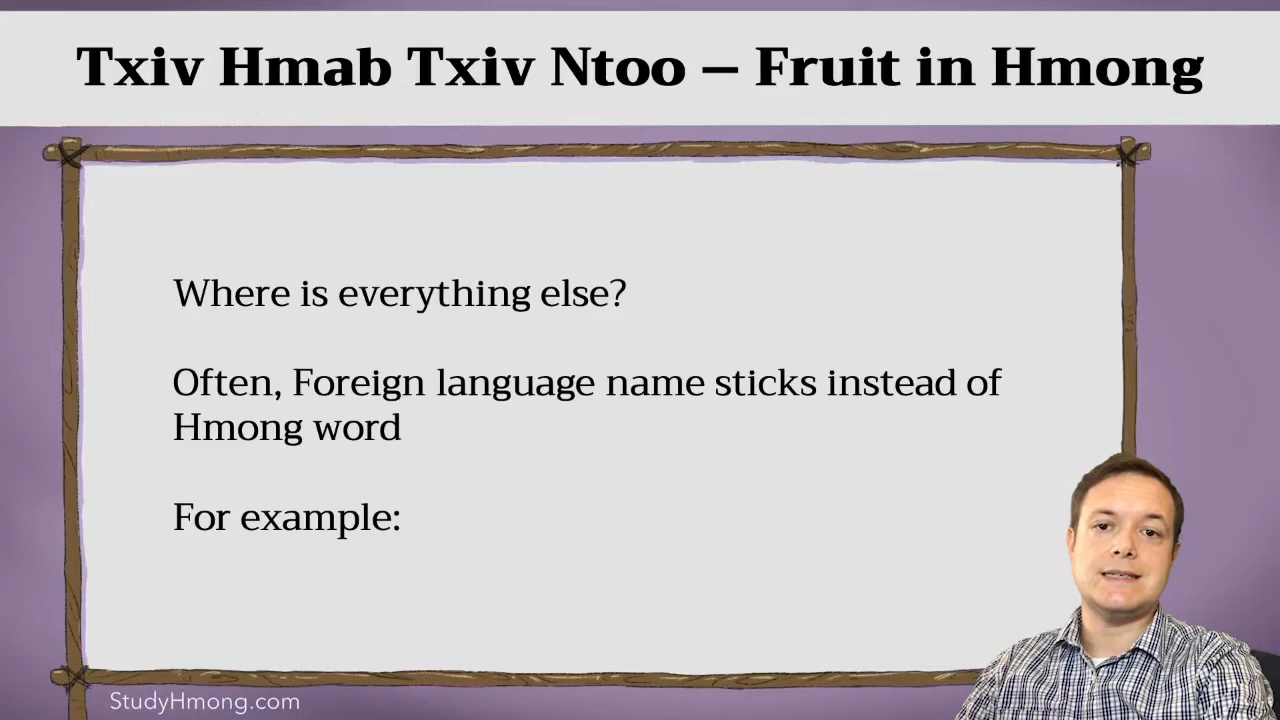 Txiv Hmab Txiv Ntoo – Fruit in Hmong
Where is everything else?
Often, Foreign language name sticks instead of
Hmong word
For example:
StudyHmong.com